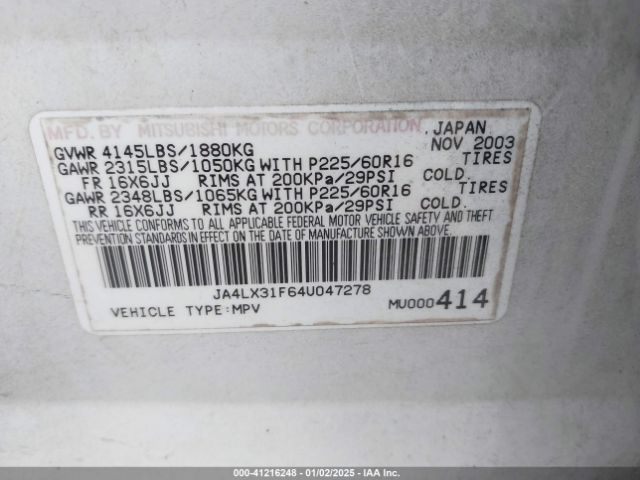 MFD. BY MITSUBISHI MOTORS CORPORATION, JAPAN
GVWR 4145LBS/1880KG NOV 2003
GAWR 2315LBS/1050KG WITH P225/60R16 TIRES
FR 16X6JJ RIMS AT 200KPa/29PSI COLD.
GAWR 2348LBS/1065KG WITH P225/60R16 TIRES
RR 16X6JJ RIMS AT 200KPa/29PSI COLD.
THIS VEHICLE CONFORMS TO ALL APPLICABLE FEDERAL MOTOR VEHICLE SAFETY AND THEFT
PREVENTION STANDARDS IN EFFECT ON THE DATE OF MANUFACTURE SHOWN ABOVE.
JA4LX31F64U047278
VEHICLE TYPE:MPV MU000414
000-41216248 - 01/02/2025 - IAA Inc.